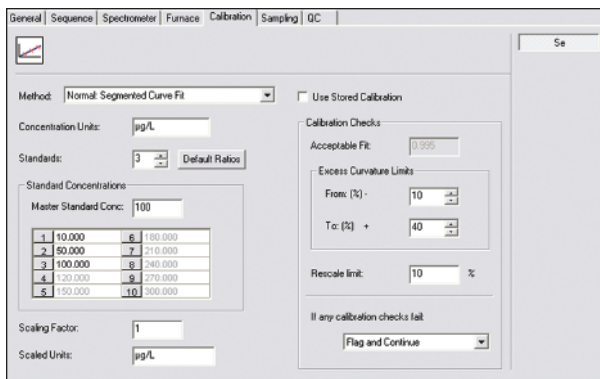 General Sequence Spectrometer Furnace Calibration Sampling QC
Se
Method: Normal: Segmented Curve Fit
Use Stored Calibration
Concentration Units: µg/L
Calibration Checks
Acceptable Fit: 0.995
Standards: 3 Default Ratios
Excess Curvature Limits
From: (%) - 10
To: (%) + 40
Standard Concentrations
Master Standard Conc: 100
1 10.000 6 180.000
2 50.000 7 210.000
3 100.000 8 240.000
4 120.000 9 270.000
5 150.000 10 300.000
Rescale limit: 10 %
Scaling Factor: 1
Scaled Units: µg/L
If any calibration checks fail:
Flag and Continue